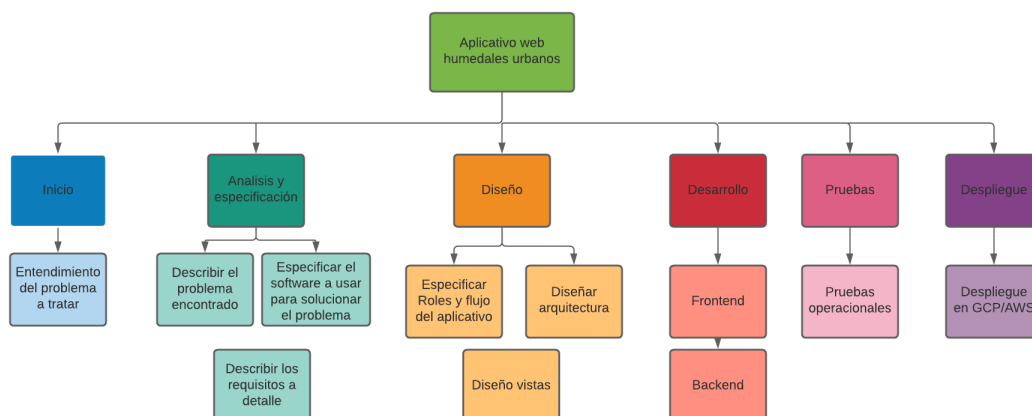 Aplicativo web
humedales urbanos
Inicio
Analisis y
especificación
Diseño
Desarrollo
Pruebas
Despliegue
Entendimiento
del problema
a tratar
Describir el
problema
encontrado
Especificar el
software a usar
para solucionar
el problema
Especificar
Roles y flujo
del aplicativo
Diseñar
arquitectura
Frontend
Pruebas
operacionales
Despliegue
en GCP/AWS
Describir los
requisitos a
detalle
Diseño vistas
Backend